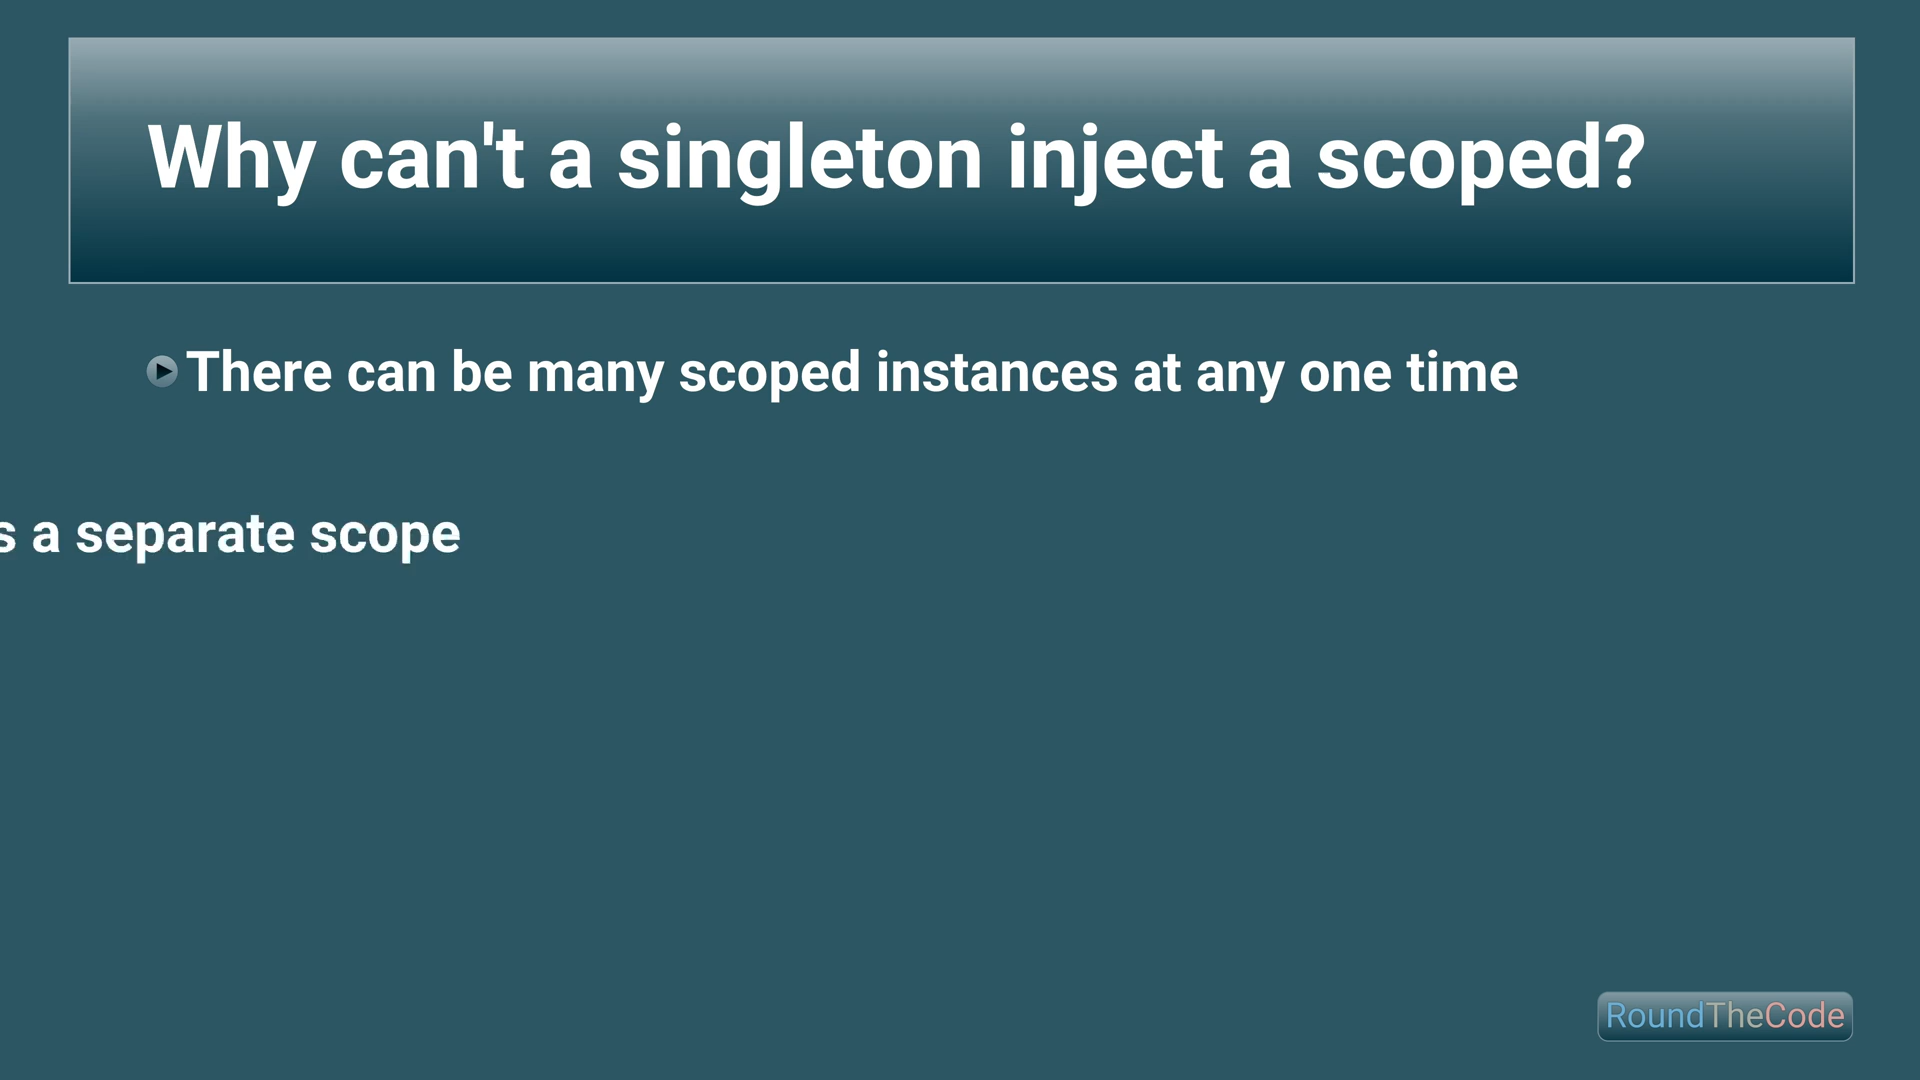 Why can't a singleton inject a scoped?
There can be many scoped instances at any one time
s a separate scope
RoundTheCode